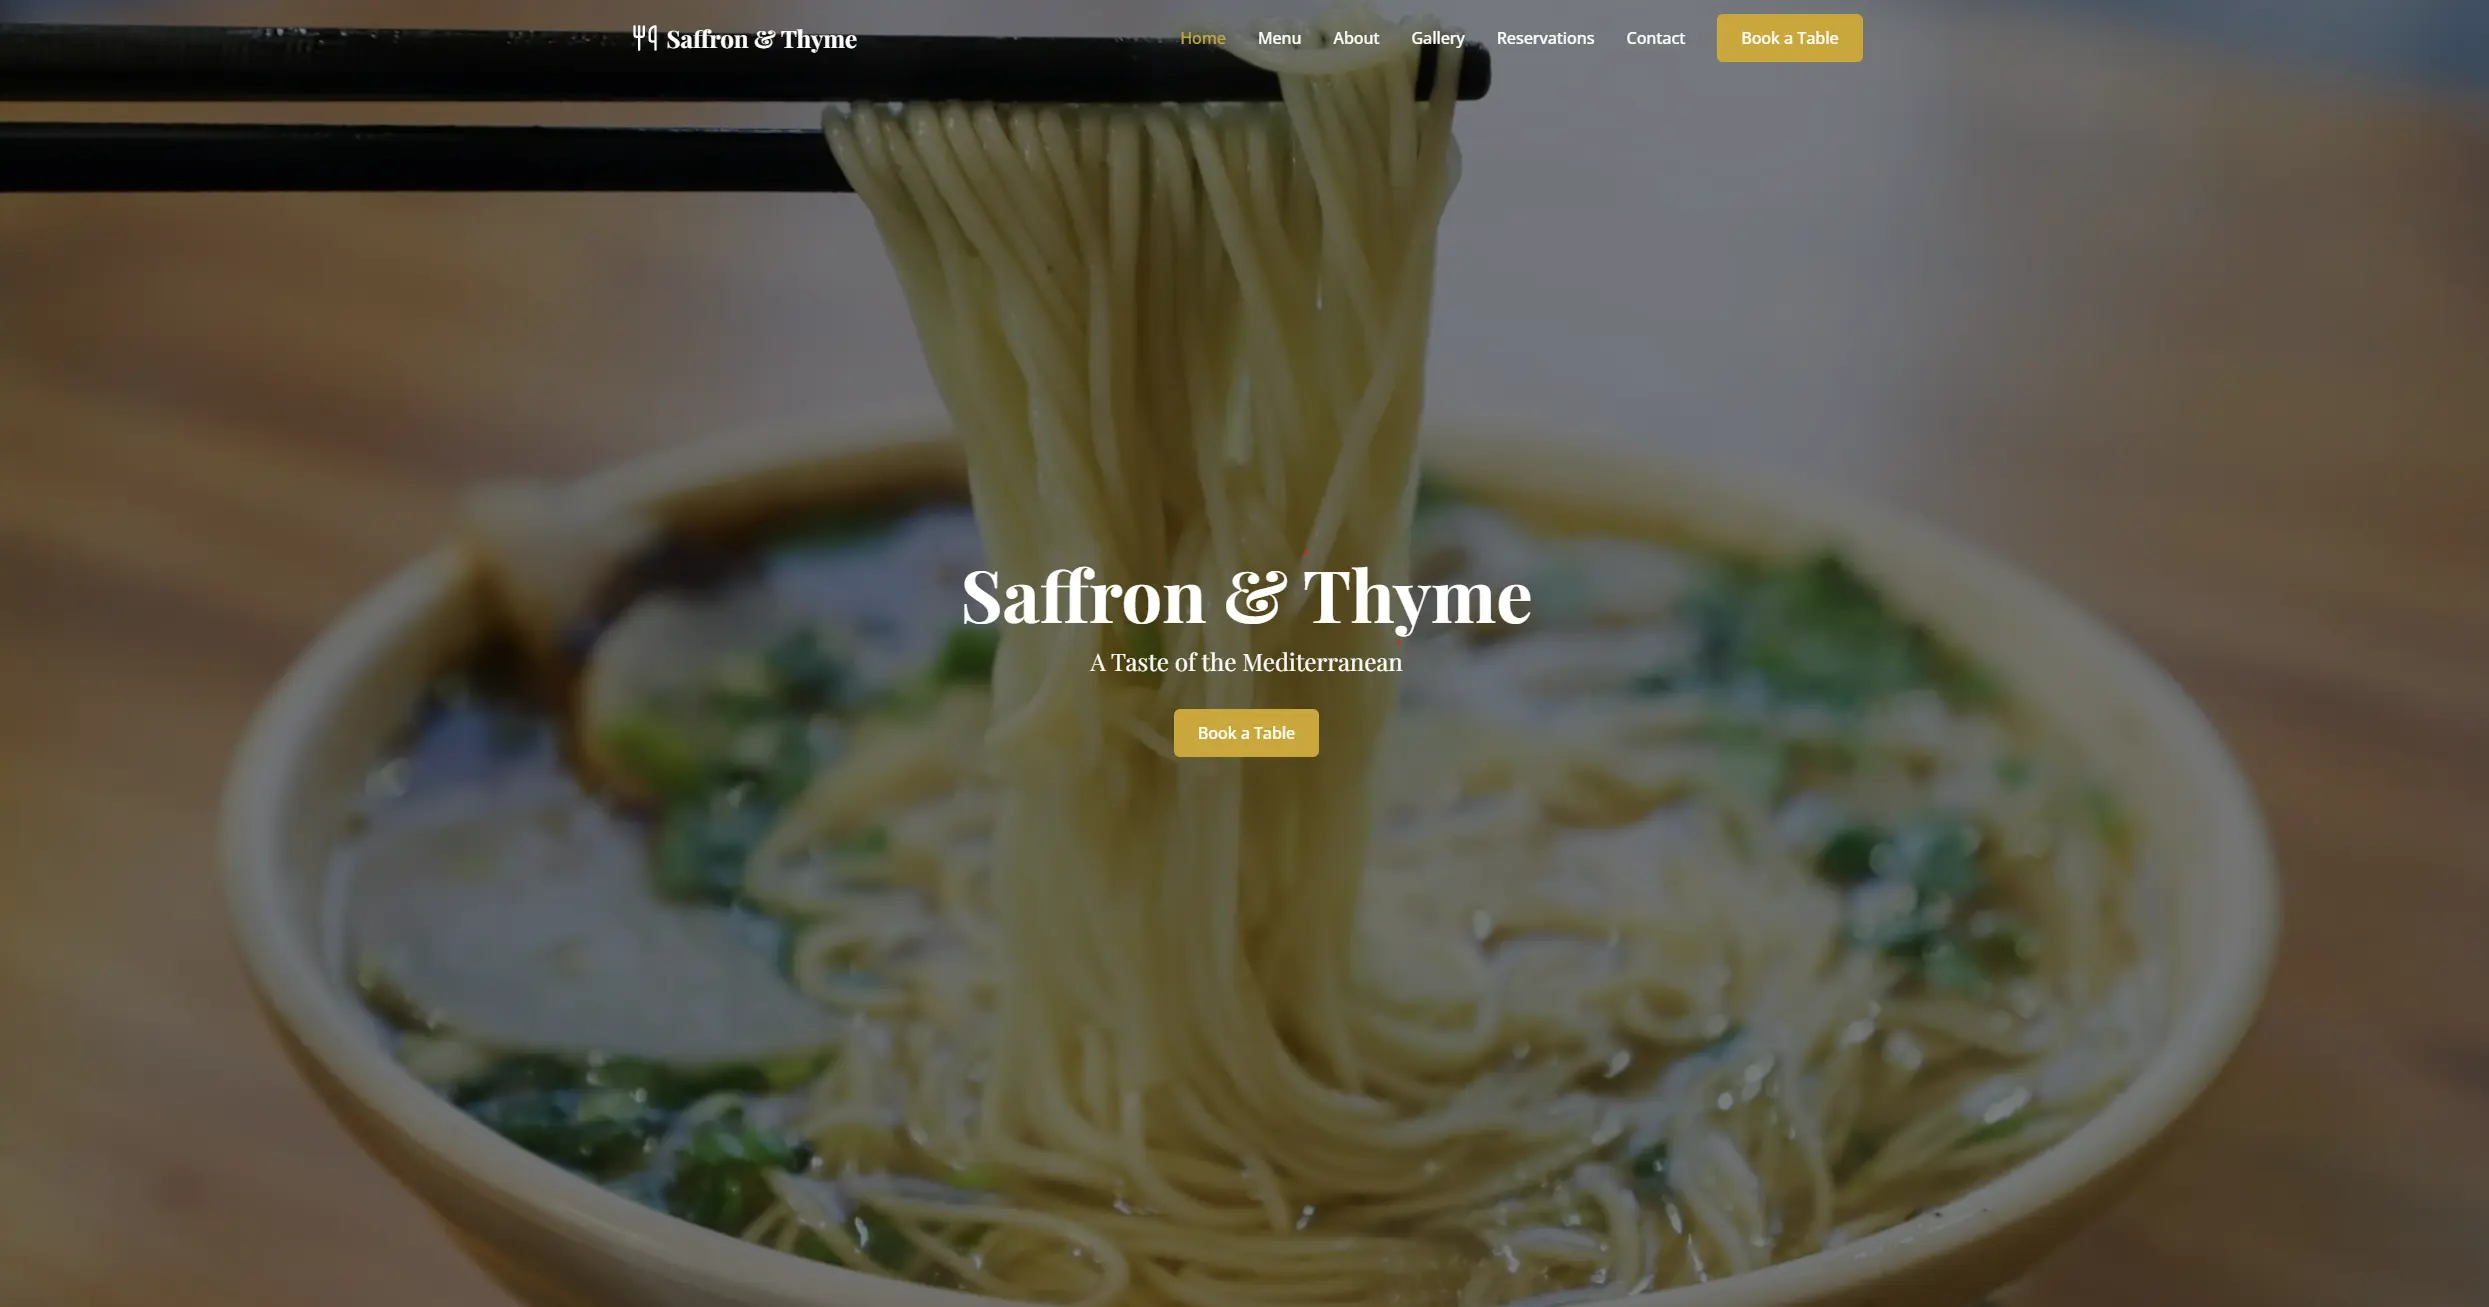 Saffron & Thyme
Home Menu About Gallery Reservations Contact Book a Table
Saffron & Thyme
A Taste of the Mediterranean
Book a Table